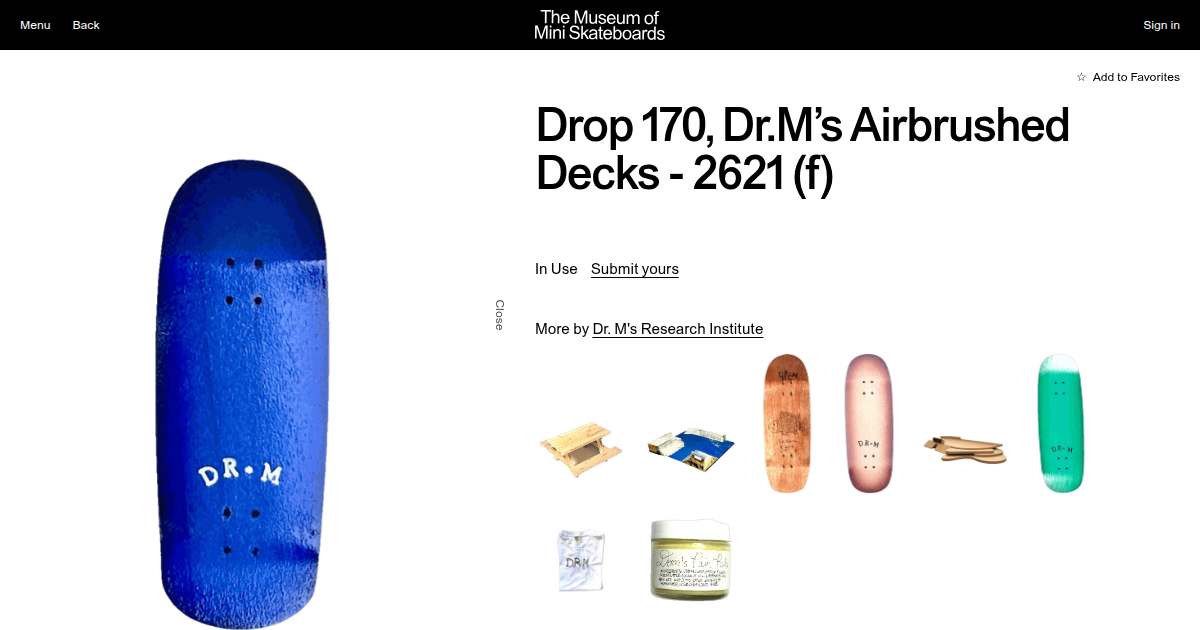 Menu
Back
The Museum of
Mini Skateboards
Sign in
☆ Add to Favorites
Drop 170, Dr.M’s Airbrushed
Decks - 2621 (f)
In Use Submit yours
Close
More by Dr. M's Research Institute
DR•M
DR•M
DR•M
DRM